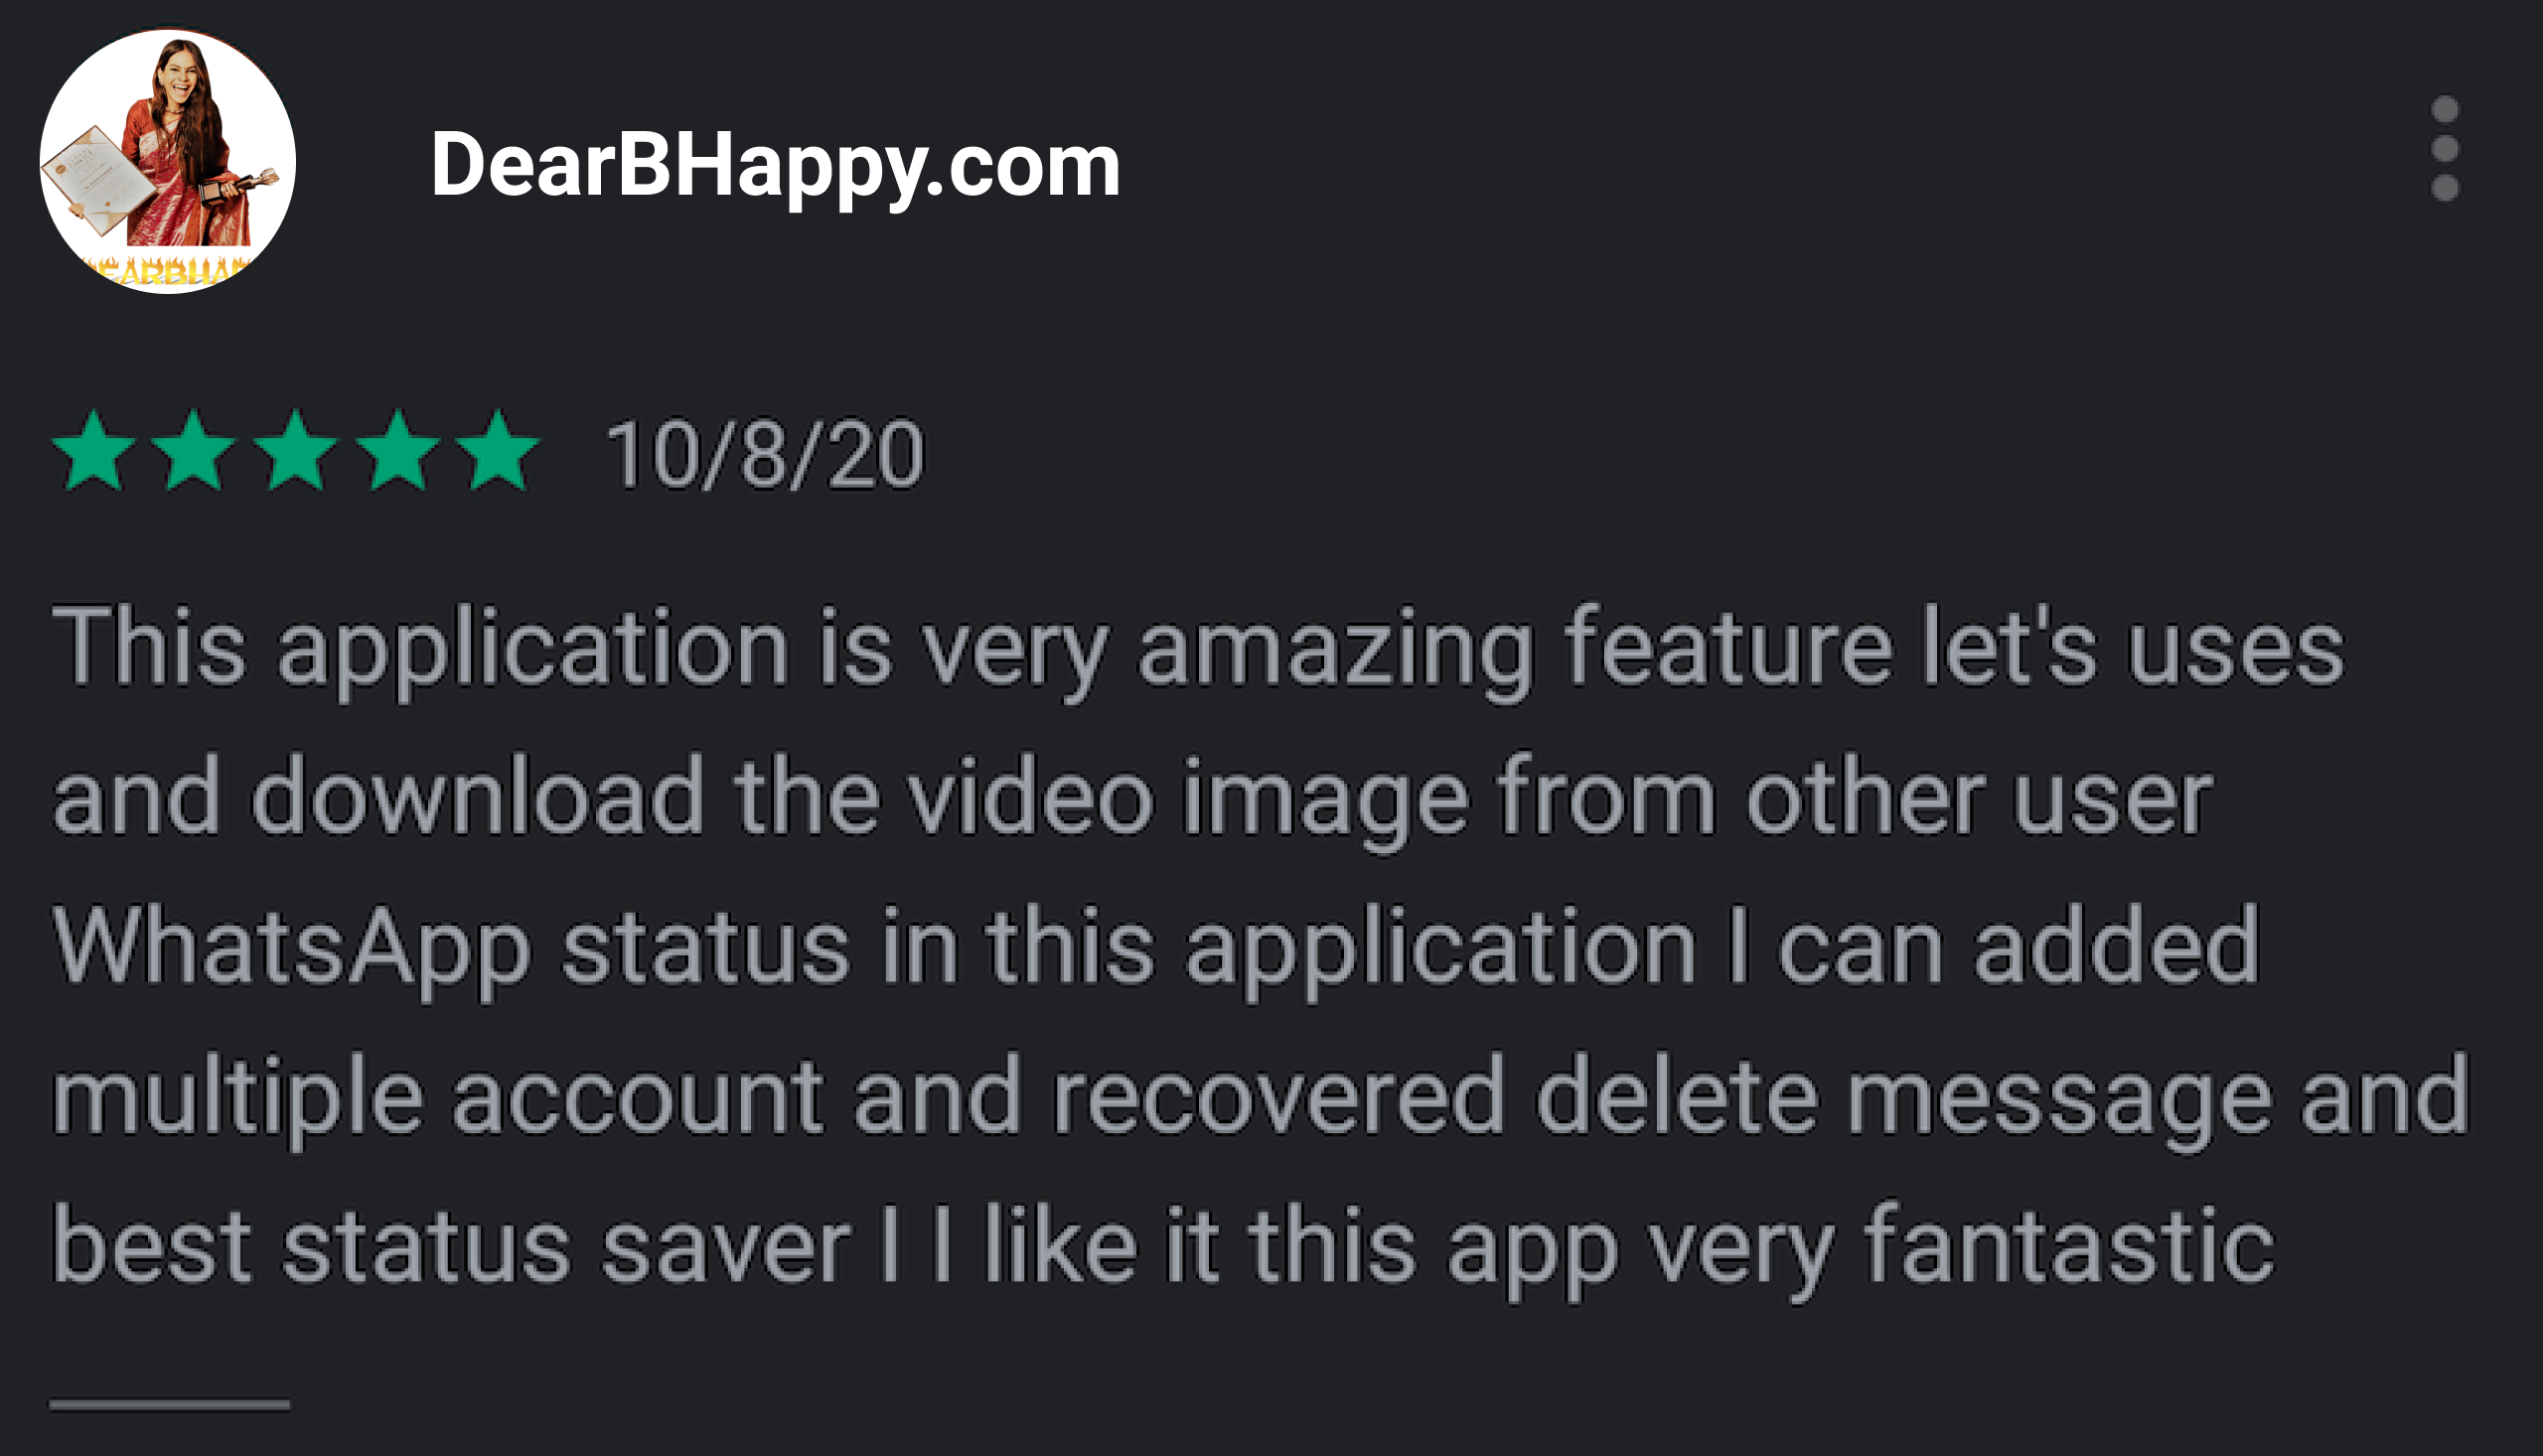 DearBHappy.com
EARBHA
10/8/20
This application is very amazing feature let's uses
and download the video image from other user
WhatsApp status in this application I can added
multiple account and recovered delete message and
best status saver I I like it this app very fantastic